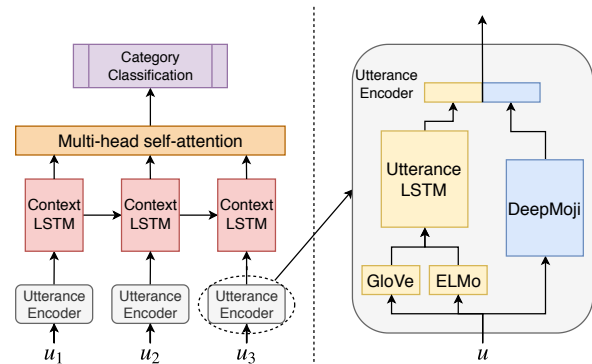 Category
Classification
Multi-head self-attention
Context
LSTM
Context
LSTM
Context
LSTM
Utterance
Encoder
Utterance
Encoder
Utterance
Encoder
u₁
u₂
u₃
Utterance
Encoder
Utterance
LSTM
DeepMoji
GloVe
ELMo
u